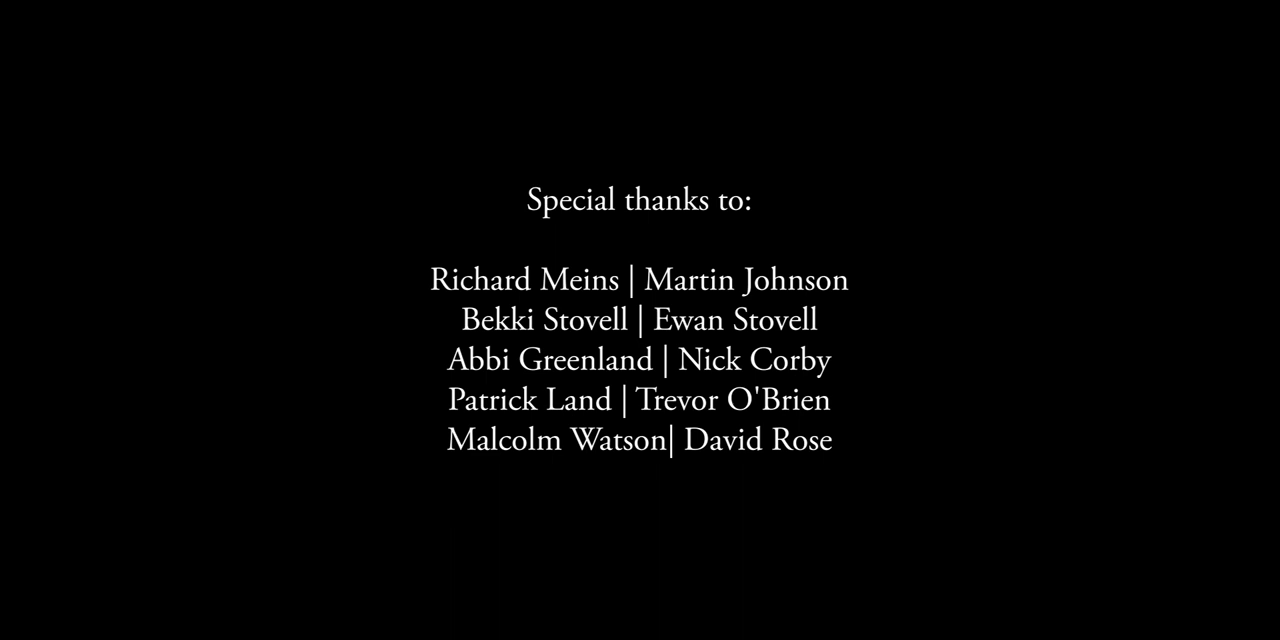 Special thanks to:
Richard Meins | Martin Johnson
Bekki Stovell | Ewan Stovell
Abbi Greenland | Nick Corby
Patrick Land | Trevor O'Brien
Malcolm Watson| David Rose